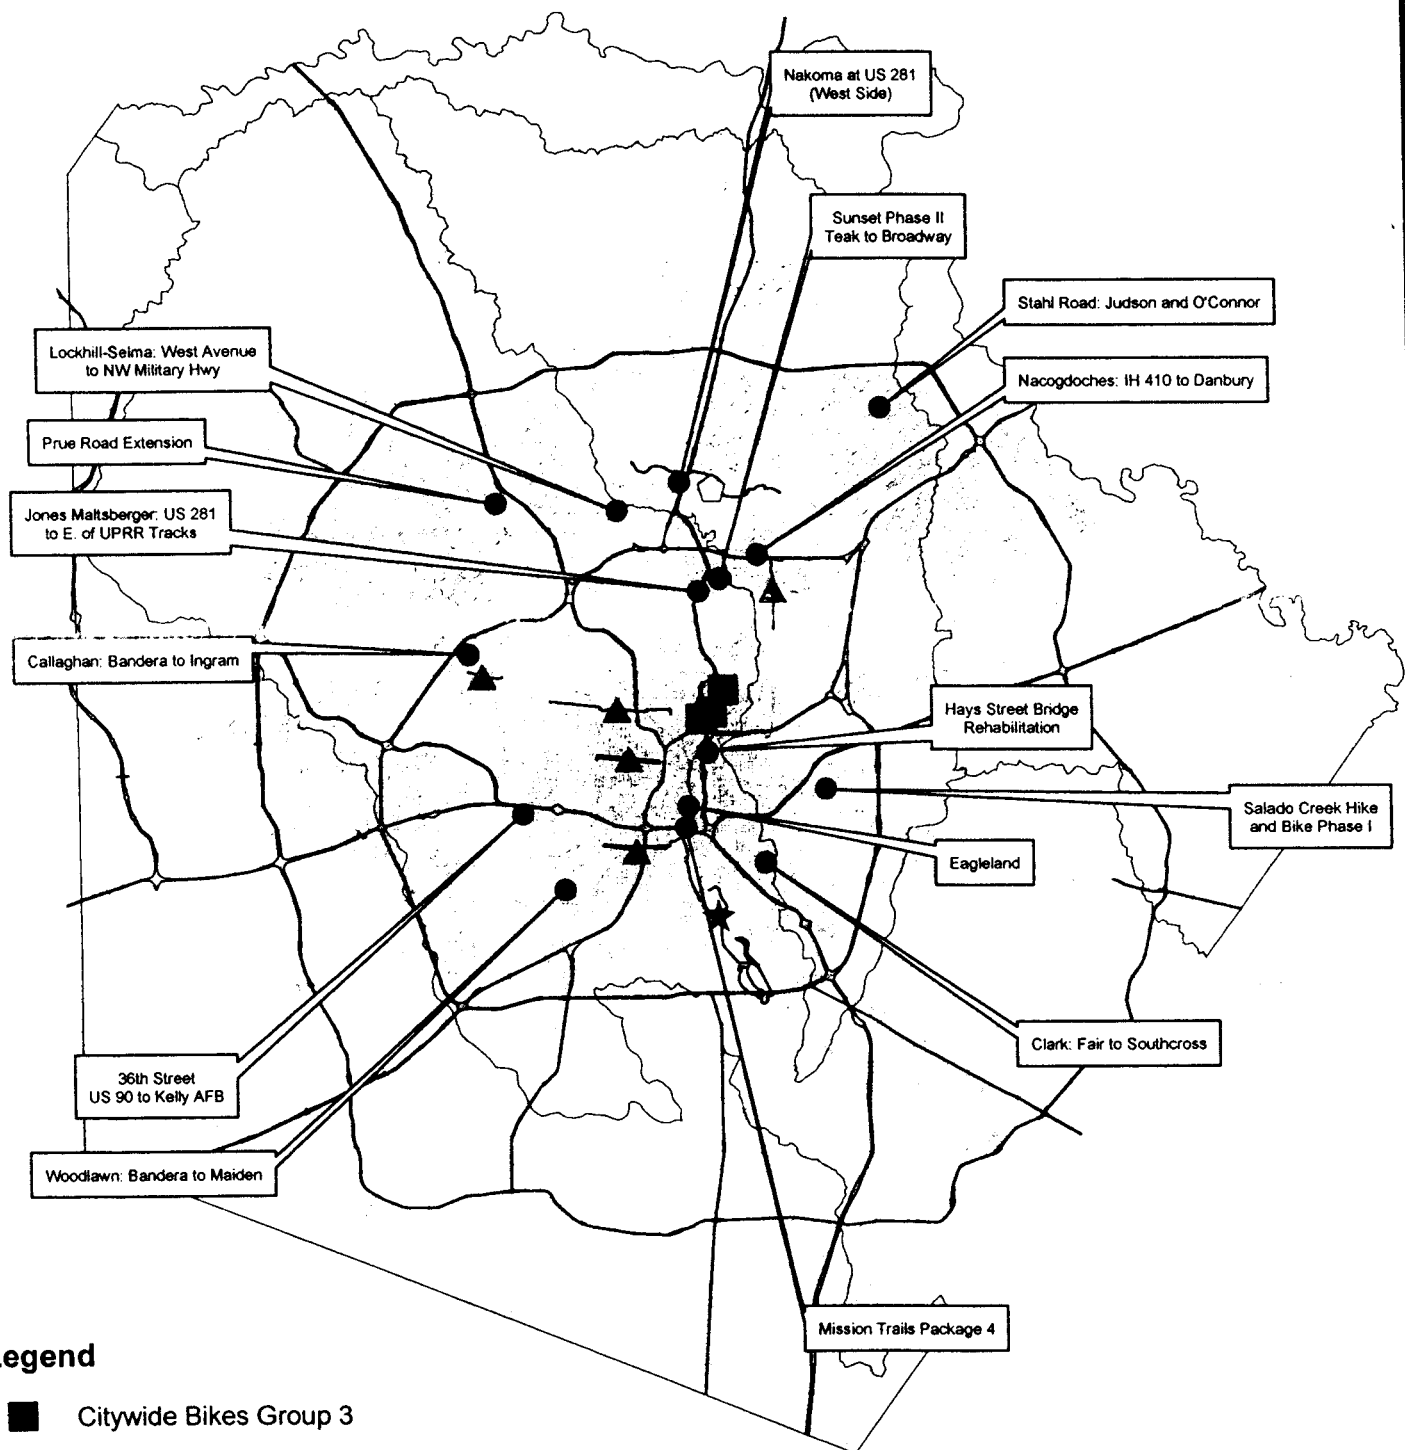 Nakoma at US 281
(West Side)
Sunset Phase II
Teak to Broadway
Stahl Road: Judson and O'Connor
Lockhill-Selma: West Avenue
to NW Military Hwy
Nacogdoches: IH 410 to Danbury
Prue Road Extension
Jones Maltsberger: US 281
to E. of UPRR Tracks
Callaghan: Bandera to Ingram
Hays Street Bridge
Rehabilitation
Salado Creek Hike
and Bike Phase I
Eagleland
Clark: Fair to Southcross
36th Street
US 90 to Kelly AFB
Woodlawn: Bandera to Maiden
Mission Trails Package 4
egend
Citywide Bikes Group 3